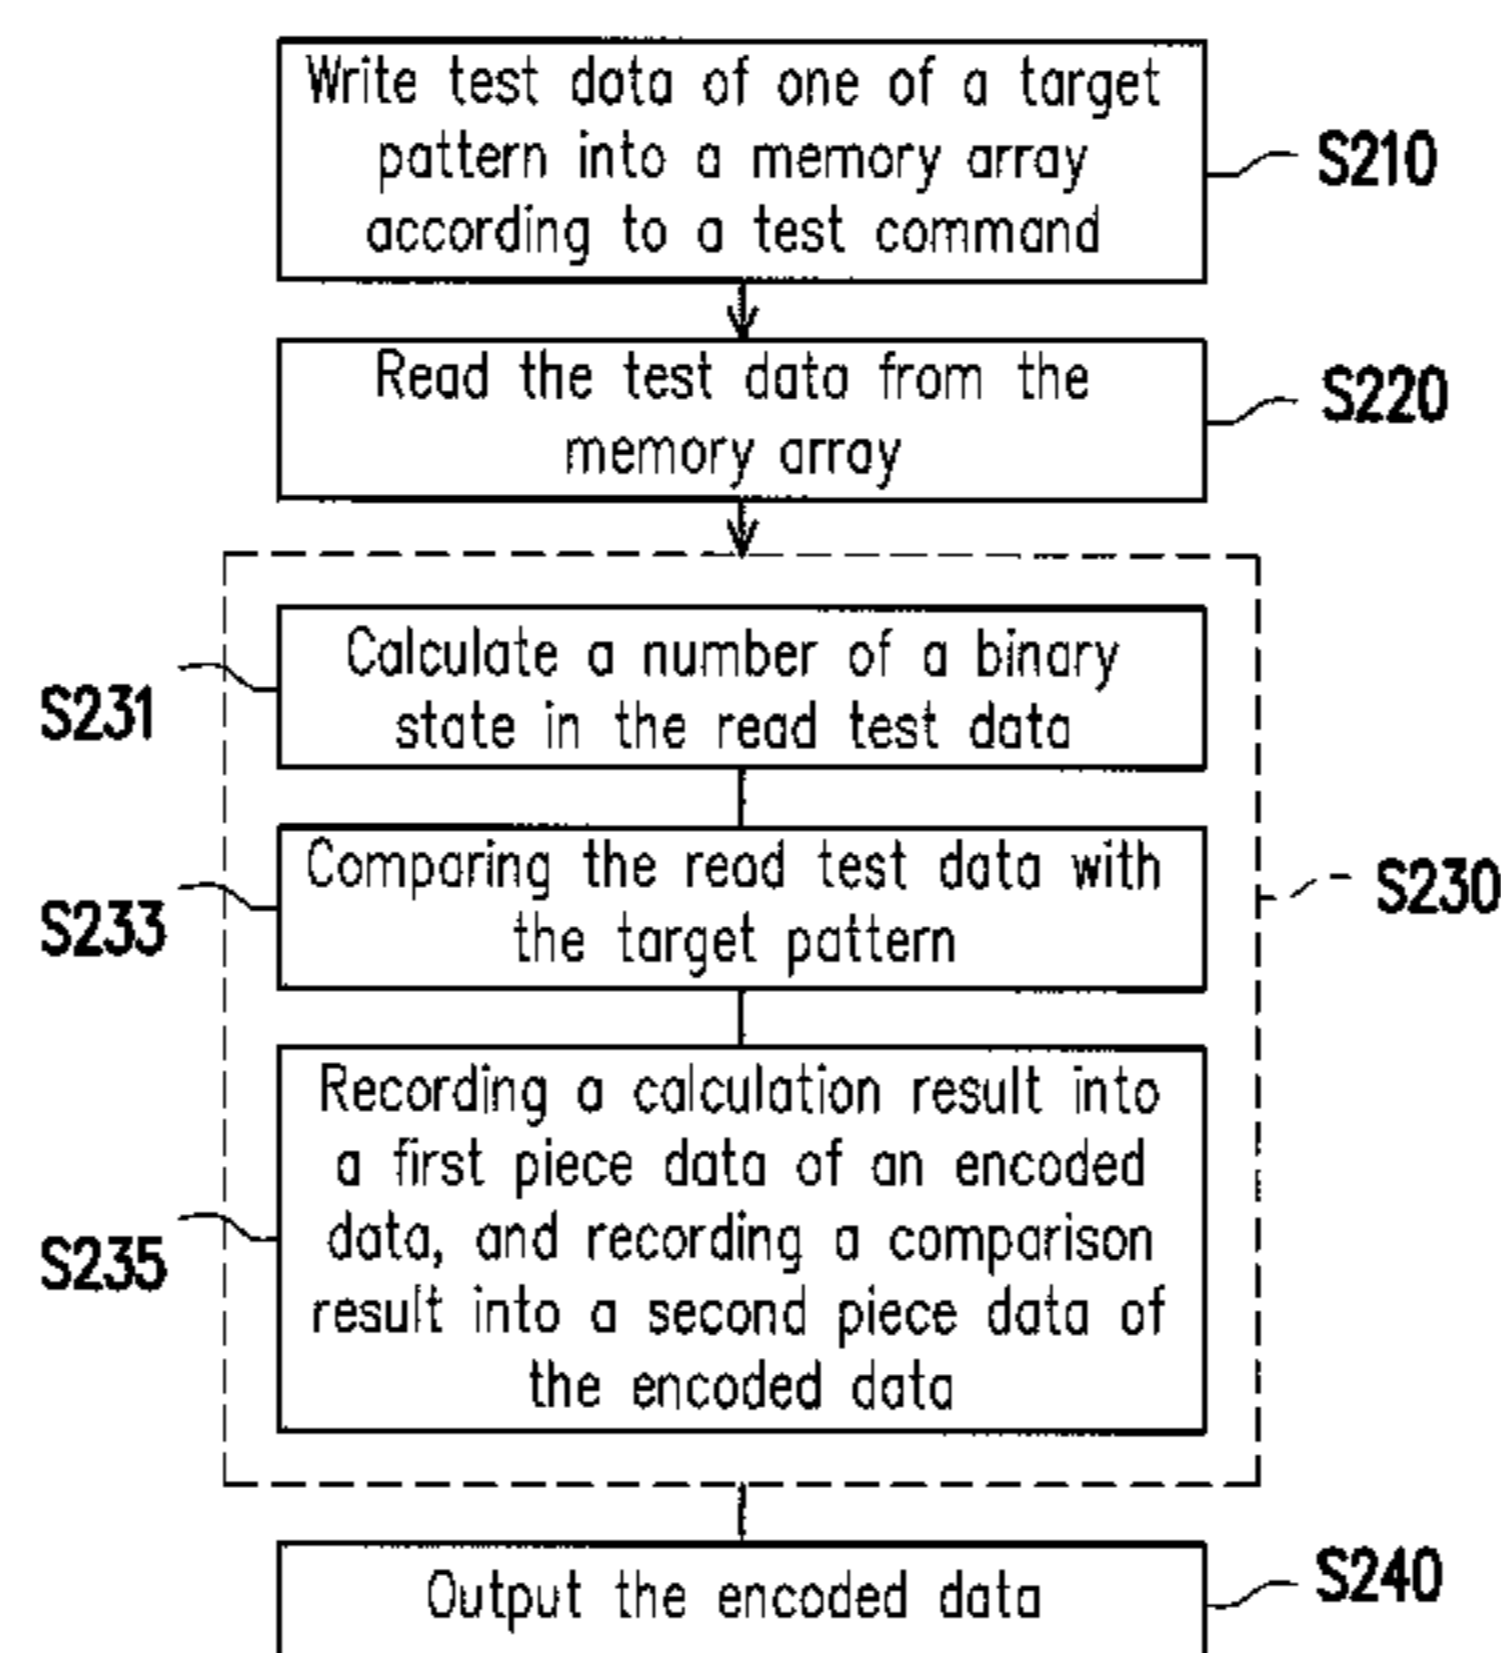 Write test data of one of a target
pattern into a memory array
according to a test command
S210
Read the test data from the
memory array
S220
Calculate a number of a binary
state in the read test data
S231
Comparing the read test data with
the target pattern
S233
S230
Recording a calculation result into
a first piece data of an encoded
data, and recording a comparison
result into a second piece data of
the encoded data
S235
Output the encoded data
S240